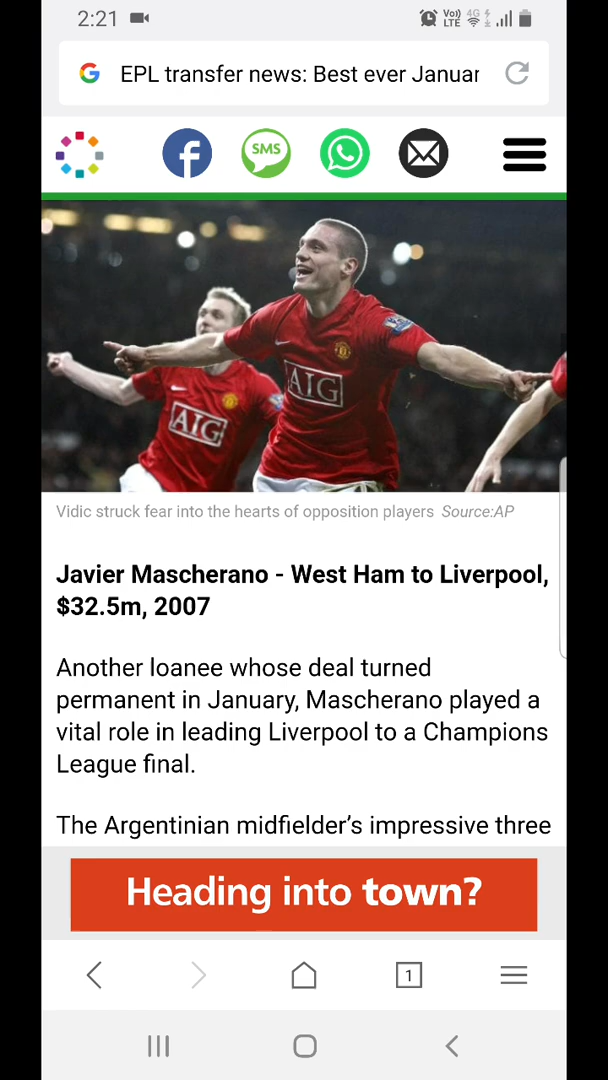 2:21
Vo)) 4G
LTE
EPL transfer news: Best ever Januar
SMS
AIG
AIG
Vidic struck fear into the hearts of opposition players Source:AP
Javier Mascherano - West Ham to Liverpool,
$32.5m, 2007
Another loanee whose deal turned
permanent in January, Mascherano played a
vital role in leading Liverpool to a Champions
League final.
The Argentinian midfielder’s impressive three
Heading into town?
1